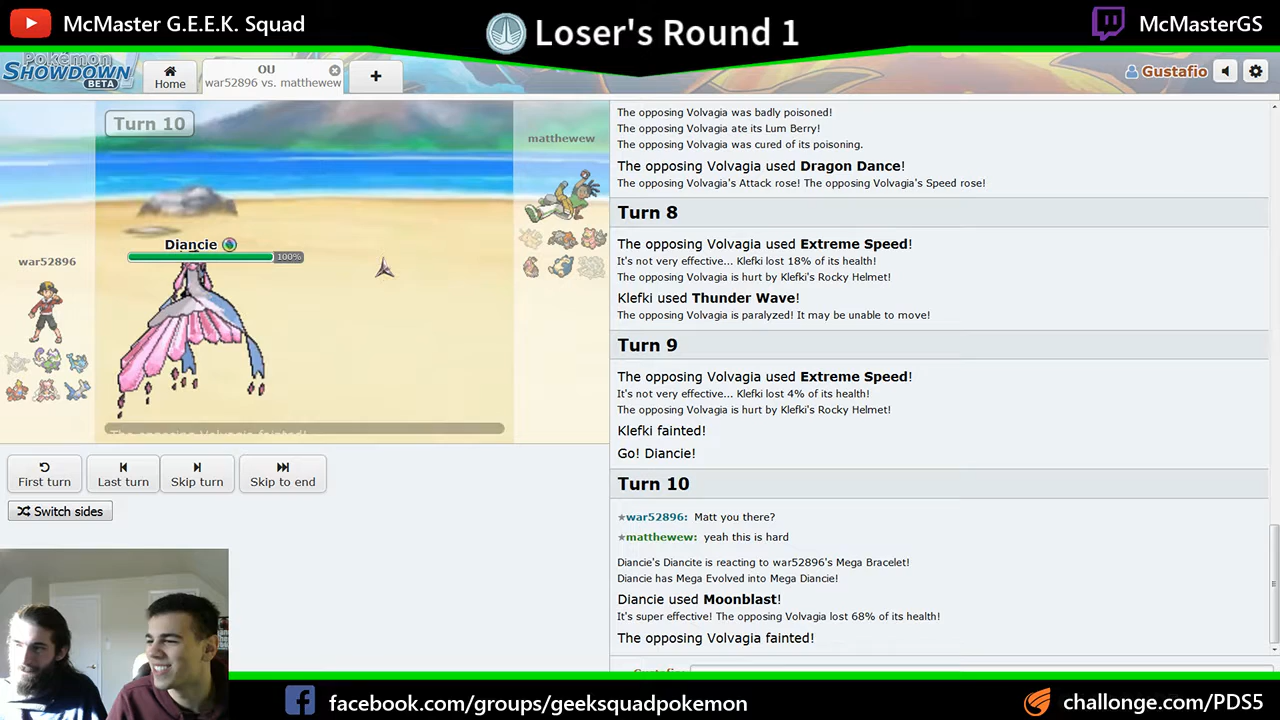 McMaster G.E.E.K. Squad
Loser's Round 1
McMasterGS
Pokémon
SHOWDOWN
BETA
Home
OU
war52896 vs. matthewew
Gustafio
Turn 10
matthewew
Diancie
100%
war52896
The opposing Volvagia fainted!
First turn
Last turn
Skip turn
Skip to end
Switch sides
The opposing Volvagia was badly poisoned!
The opposing Volvagia ate its Lum Berry!
The opposing Volvagia was cured of its poisoning.
The opposing Volvagia used Dragon Dance!
The opposing Volvagia's Attack rose! The opposing Volvagia's Speed rose!
Turn 8
The opposing Volvagia used Extreme Speed!
It's not very effective... Klefki lost 18% of its health!
The opposing Volvagia is hurt by Klefki's Rocky Helmet!
Klefki used Thunder Wave!
The opposing Volvagia is paralyzed! It may be unable to move!
Turn 9
The opposing Volvagia used Extreme Speed!
It's not very effective... Klefki lost 4% of its health!
The opposing Volvagia is hurt by Klefki's Rocky Helmet!
Klefki fainted!
Go! Diancie!
Turn 10
★war52896: Matt you there?
★matthewew: yeah this is hard
Diancie's Diancite is reacting to war52896's Mega Bracelet!
Diancie has Mega Evolved into Mega Diancie!
Diancie used Moonblast!
It's super effective! The opposing Volvagia lost 68% of its health!
The opposing Volvagia fainted!
facebook.com/groups/geeksquadpokemon
challonge.com/PDS5